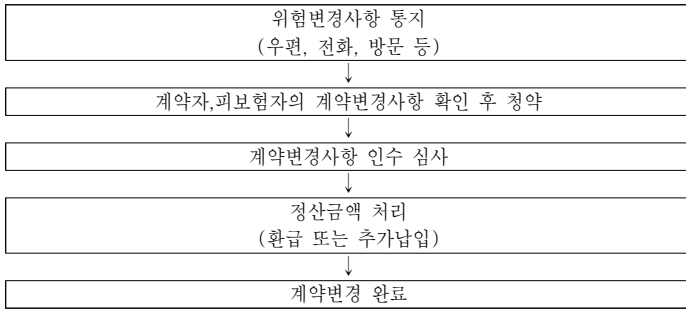 위험변경사항 통지
(우편, 전화, 방문 등)
↓
계약자,피보험자의 계약변경사항 확인 후 청약
↓
계약변경사항 인수 심사
↓
정산금액 처리
(환급 또는 추가납입)
↓
계약변경 완료